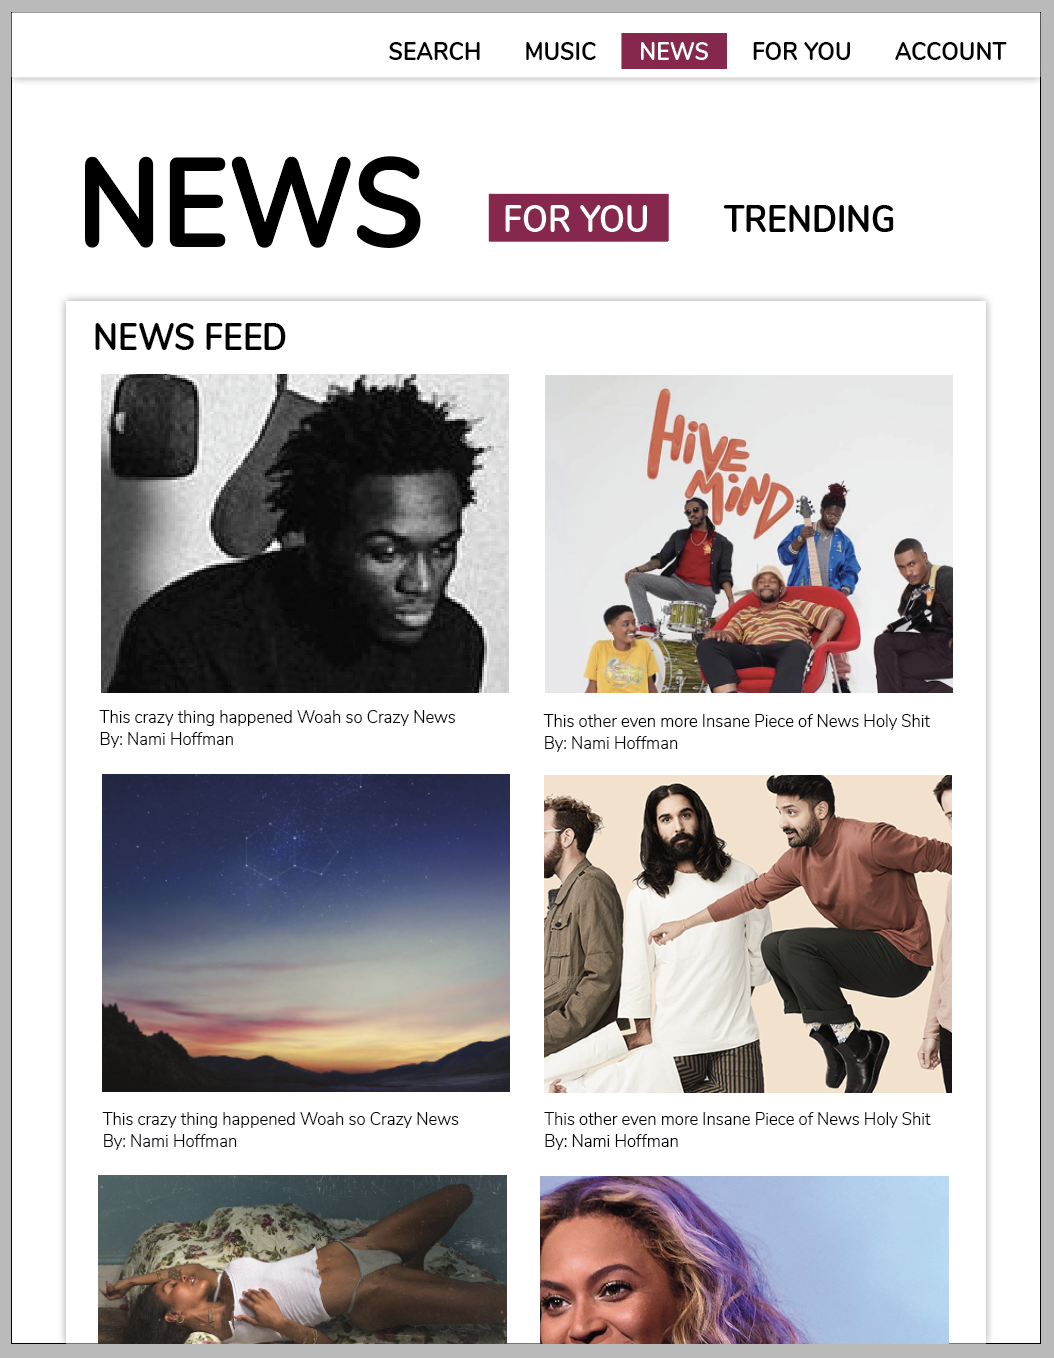 SEARCH MUSIC NEWS FOR YOU ACCOUNT
NEWS FOR YOU TRENDING
NEWS FEED
HiVE
MiND
This crazy thing happened Woah so Crazy News
By: Nami Hoffman
This other even more Insane Piece of News Holy Shit
By: Nami Hoffman
This crazy thing happened Woah so Crazy News
By: Nami Hoffman
This other even more Insane Piece of News Holy Shit
By: Nami Hoffman